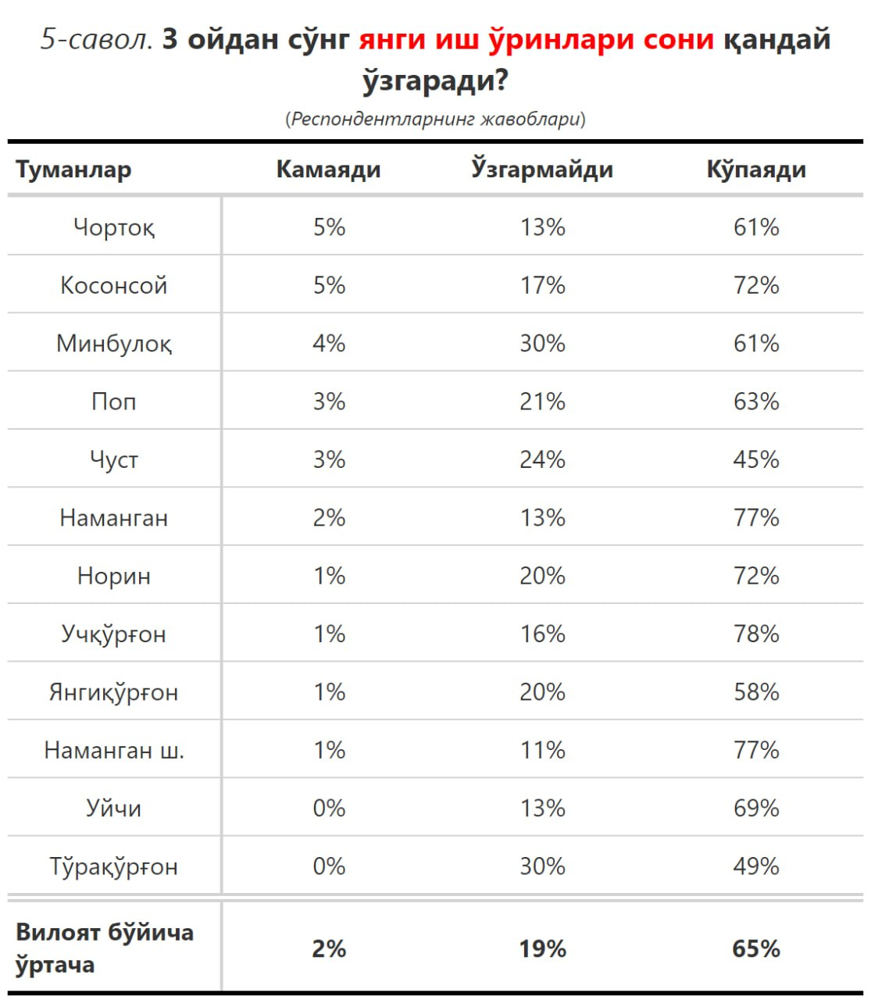 5-савол. 3 ойдан сўнг янги иш ўринлари сони қандай
ўзгаради?
(Респондентларнинг жавоблари)
Туманлар Камаяди Ўзгармайди Кўпаяди
Чортоқ 5% 13% 61%
Косонсой 5% 17% 72%
Минбулоқ 4% 30% 61%
Поп 3% 21% 63%
Чуст 3% 24% 45%
Наманган 2% 13% 77%
Норин 1% 20% 72%
Учқўрғон 1% 16% 78%
Янгиқўрғон 1% 20% 58%
Наманган ш. 1% 11% 77%
Уйчи 0% 13% 69%
Тўрақўрғон 0% 30% 49%
Вилоят бўйича
ўртача 2% 19% 65%